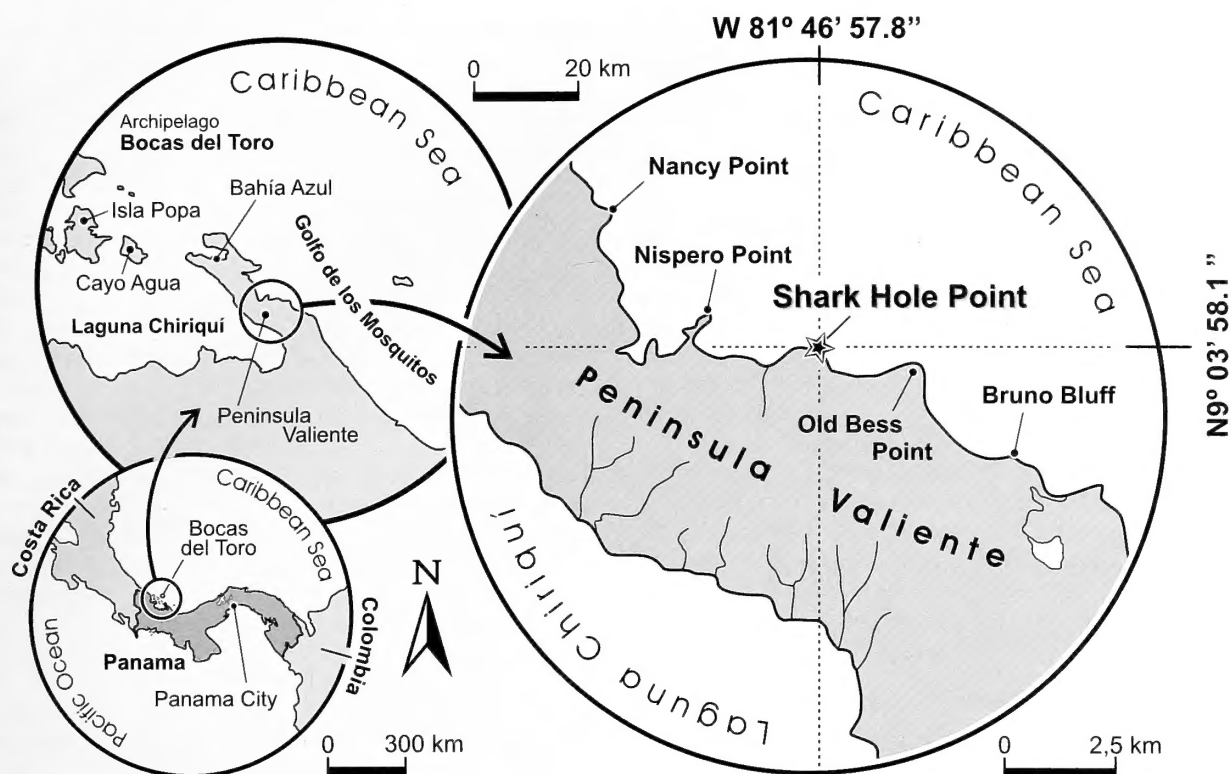 W 81º 46’ 57.8”
0 20 km
Caribbean Sea
Archipelago
Bocas del Toro
Bahía Azul
Isla Popa
Cayo Agua
Golfo de los Mosquitos
Laguna Chiriquí
Peninsula
Valiente
Caribbean Sea
Nancy Point
Nispero Point
Shark Hole Point
N9º 03’ 58.1 ”
Old Bess
Point
Bruno Bluff
Peninsula Valiente
Laguna Chiriquí
Costa Rica
Caribbean Sea
Bocas
del Toro
Colombia
Panama
Panama City
Pacific Ocean
N
0 300 km
0 2,5 km